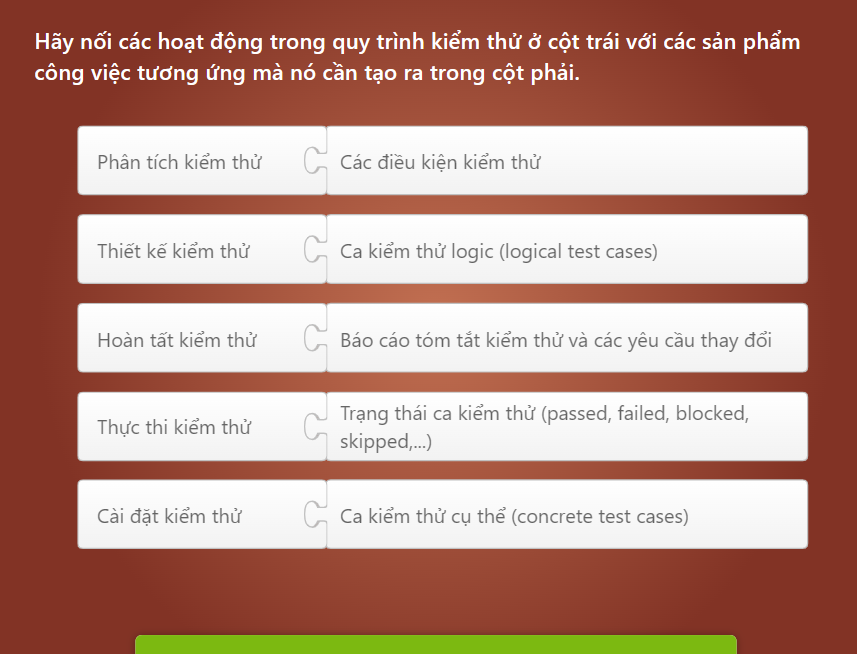 Hãy nối các hoạt động trong quy trình kiểm thử ở cột trái với các sản phẩm
công việc tương ứng mà nó cần tạo ra trong cột phải.
Phân tích kiểm thử
Các điều kiện kiểm thử
Thiết kế kiểm thử
Ca kiểm thử logic (logical test cases)
Hoàn tất kiểm thử
Báo cáo tóm tắt kiểm thử và các yêu cầu thay đổi
Thực thi kiểm thử
Trạng thái ca kiểm thử (passed, failed, blocked,
skipped,...)
Cài đặt kiểm thử
Ca kiểm thử cụ thể (concrete test cases)